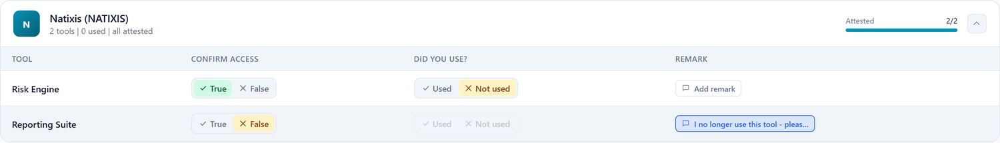 N
Natixis (NATIXIS)
2 tools | 0 used | all attested
Attested 2/2
TOOL CONFIRM ACCESS DID YOU USE? REMARK
Risk Engine True False Used Not used Add remark
Reporting Suite True False Used Not used I no longer use this tool - pleas...